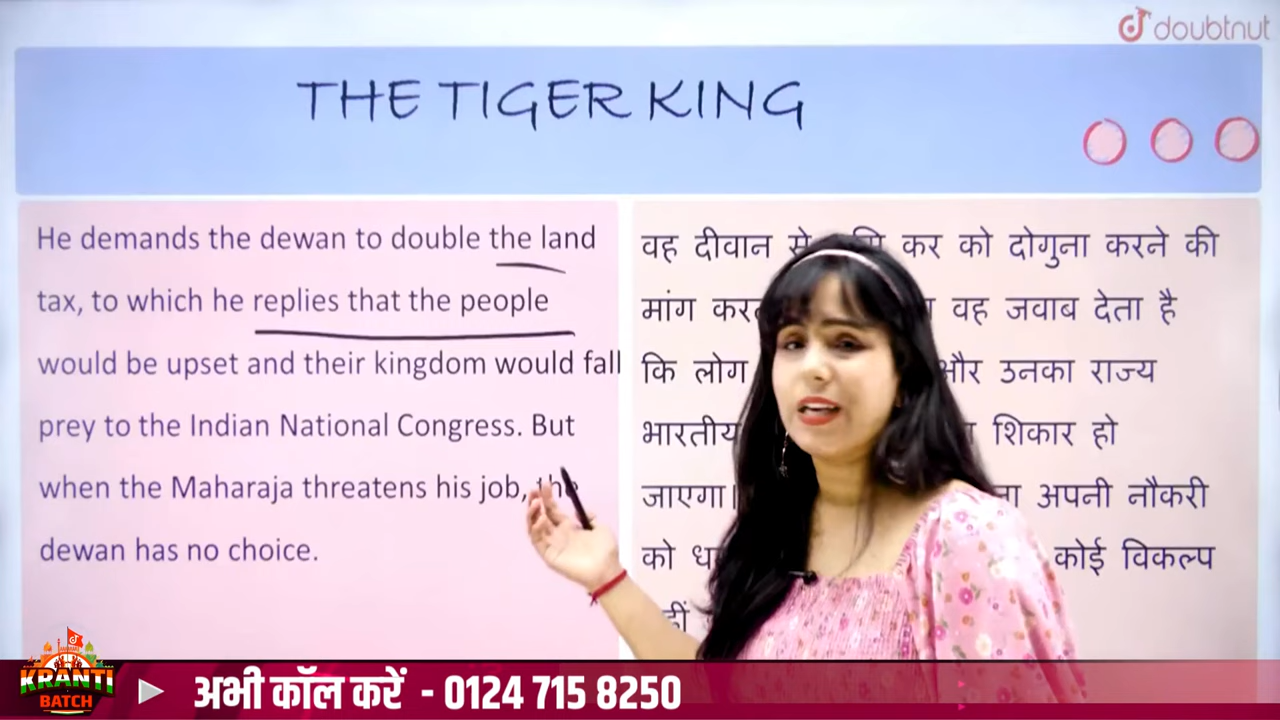 doubtnut
THE TIGER KING
He demands the dewan to double the land
tax, to which he replies that the people
would be upset and their kingdom would fall
prey to the Indian National Congress. But
when the Maharaja threatens his job, the
dewan has no choice.
वह दीवान से कर को दोगुना करने की
मांग वह जवाब देता है
कि लोग और उनका राज्य
भारतीय शिकार हो
जाएगा। अपनी नौकरी
को कोई विकल्प
KRANTI
BATCH
अभी कॉल करें - 0124 715 8250